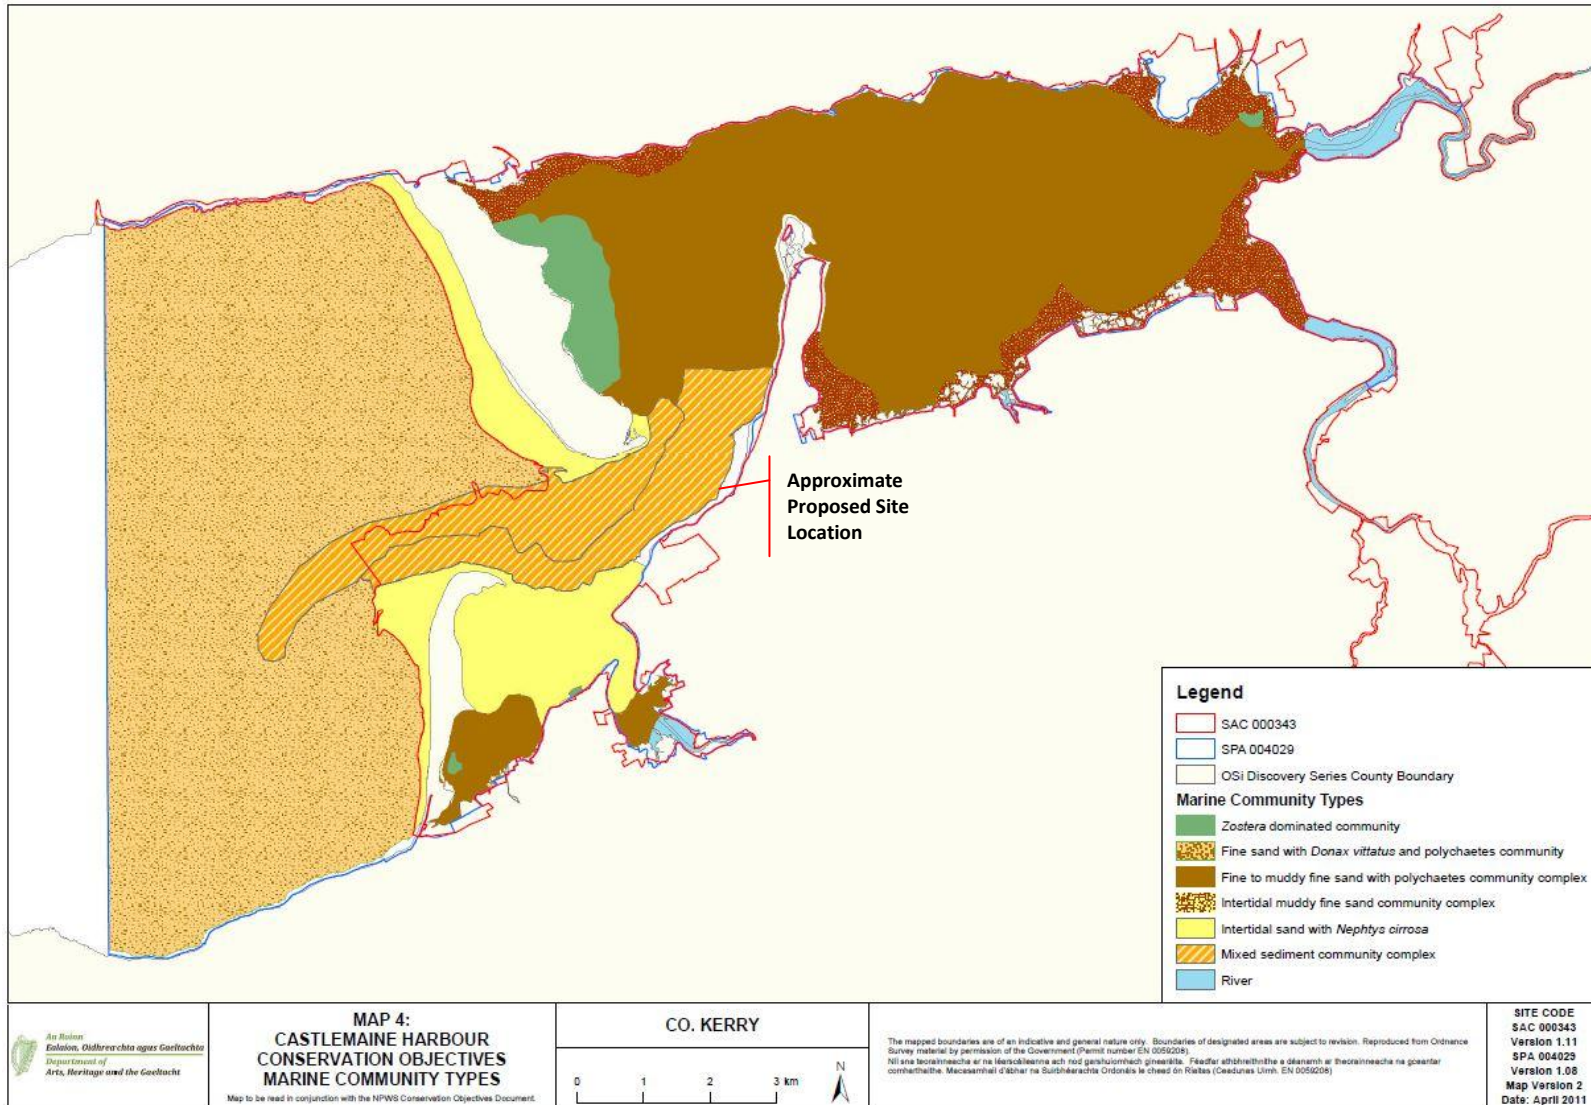 Approximate
Proposed Site
Location
Legend
SAC 000343
SPA 004029
OSi Discovery Series County Boundary
Marine Community Types
Zostera dominated community
Fine sand with Donax vittatus and polychaetes community
Fine to muddy fine sand with polychaetes community complex
Intertidal muddy fine sand community complex
Intertidal sand with Nephtys cirrosa
Mixed sediment community complex
River
An Roinn
Ealaíon, Oidhreachta agus Gaeltachta
Department of
Arts, Heritage and the Gaeltacht
MAP 4:
CASTLEMAINE HARBOUR
CONSERVATION OBJECTIVES
MARINE COMMUNITY TYPES
Map to be read in conjunction with the NPWS Conservation Objectives Document.
CO. KERRY
0 1 2 3 km
N
The mapped boundaries are of an indicative and general nature only. Boundaries of designated areas are subject to revision. Reproduced from Ordnance
Survey material by permission of the Government (Permit number EN 0059208).
Níl sna teorainneacha ar na
SITE CODE
SAC 000343
Version 1.11
SPA 004029
Version 1.08
Map Version 2
Date: April 2011